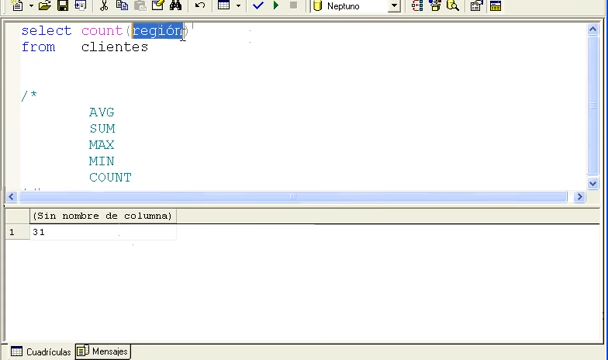 Neptuno
select count(región)
from clientes
/*
AVG
SUM
MAX
MIN
COUNT
(Sin nombre de columna)
1 31
Cuadrículas Mensajes